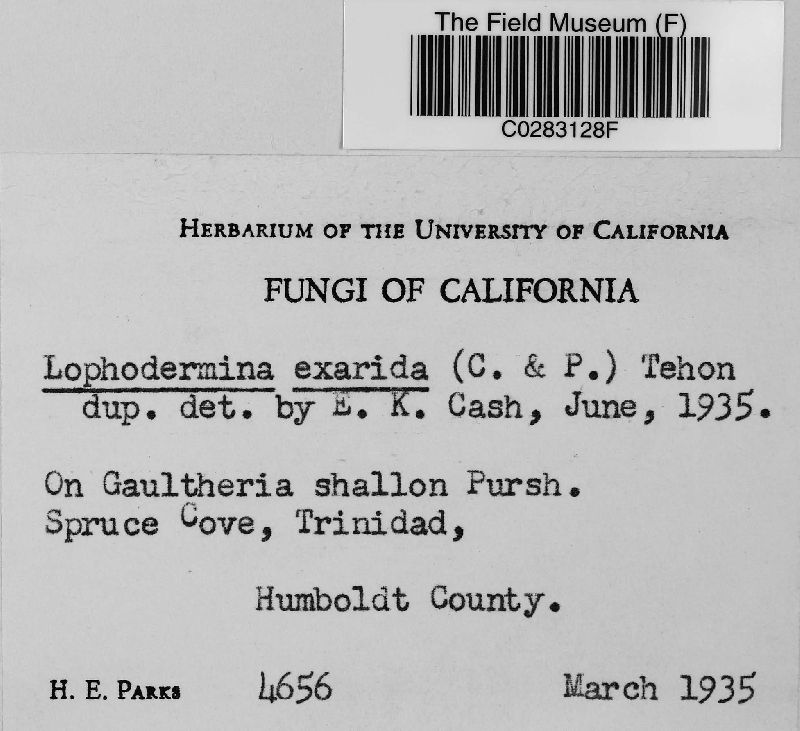 The Field Museum (F)
C0283128F
HERBARIUM OF THE UNIVERSITY OF CALIFORNIA
FUNGI OF CALIFORNIA
Lophodermina exarida (C. & P.) Tehon
dup. det. by E. K. Cash, June, 1935.
On Gaultheria shallon Pursh.
Spruce Cove, Trinidad,
Humboldt County.
H. E. PARKS 4656 March 1935